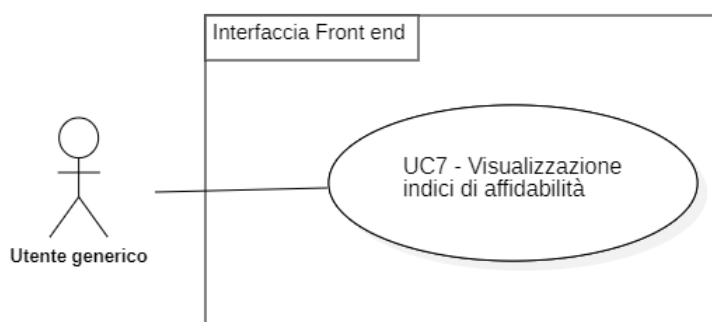 Interfaccia Front end
UC7 - Visualizzazione
indici di affidabilità
Utente generico